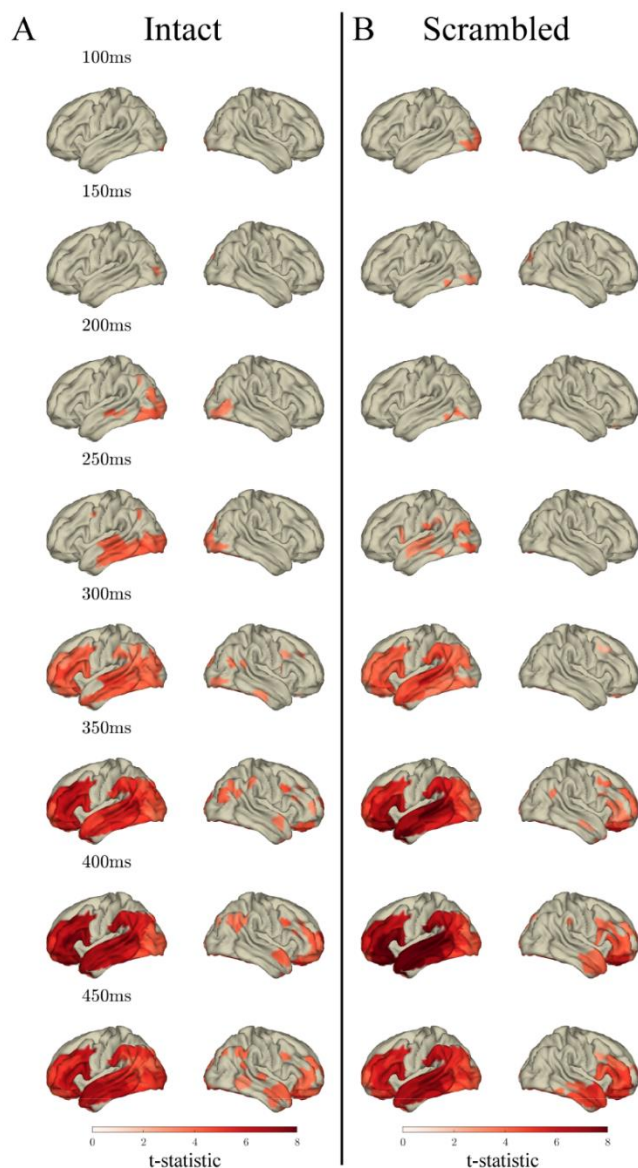 A Intact B Scrambled
100ms
150ms
200ms
250ms
300ms
350ms
400ms
450ms
0 2 4 6 8 0 2 4 6 8
t-statistic t-statistic